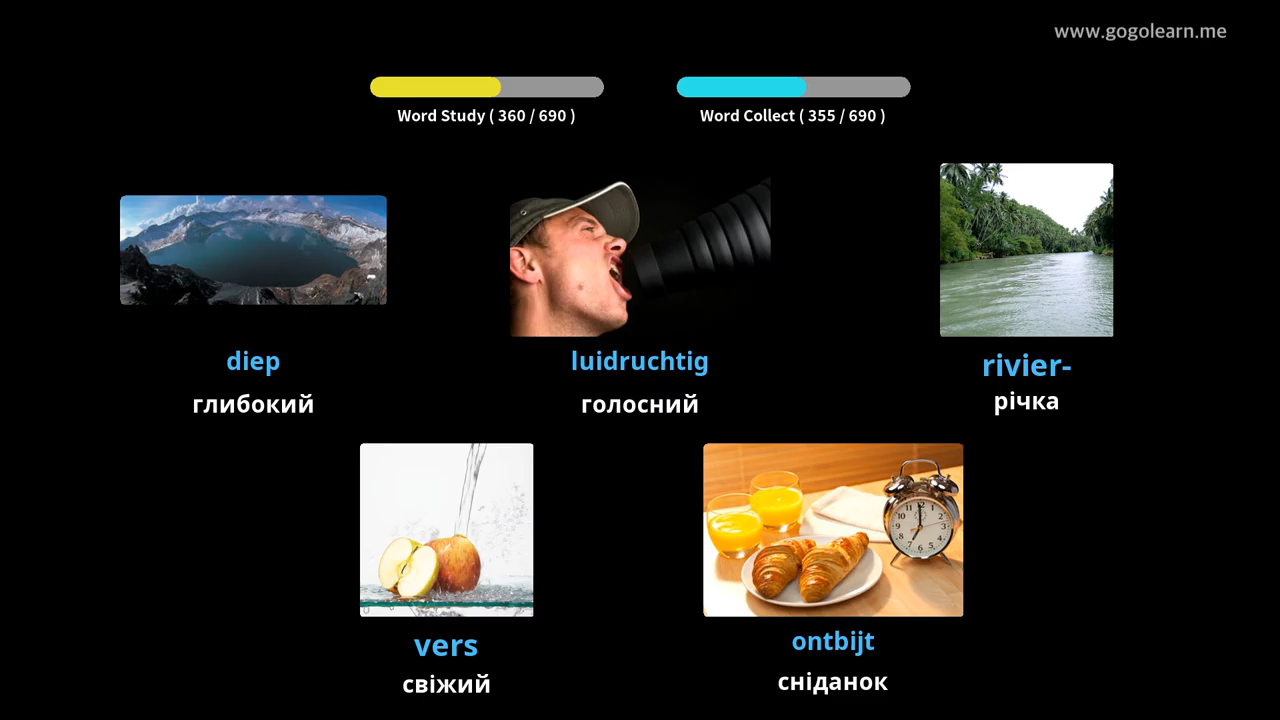 www.gogolearn.me
Word Study ( 360 / 690 )
Word Collect ( 355 / 690 )
diep
глибокий
luidruchtig
голосний
rivier-
річка
vers
свіжий
ontbijt
сніданок